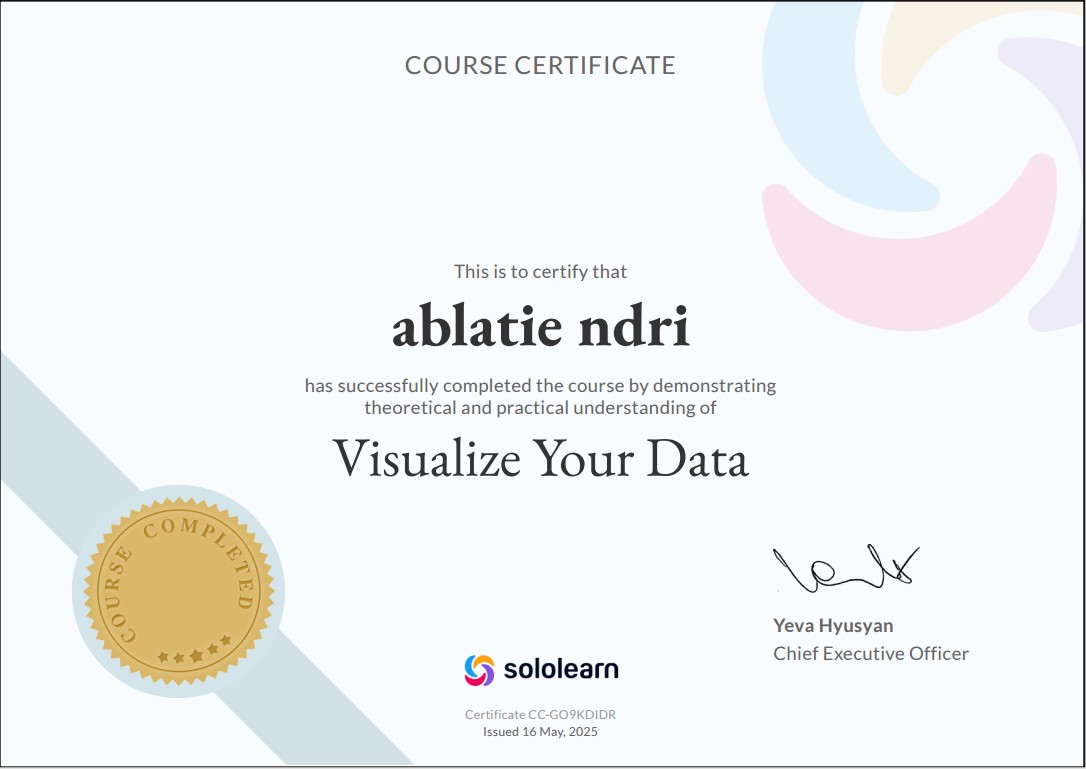 COURSE CERTIFICATE
This is to certify that
ablatie ndri
has successfully completed the course by demonstrating
theoretical and practical understanding of
Visualize Your Data
COURSE COMPLETED
Yeva Hyusyan
Chief Executive Officer
sololearn
Certificate CC-GO9KDIDR
Issued 16 May, 2025